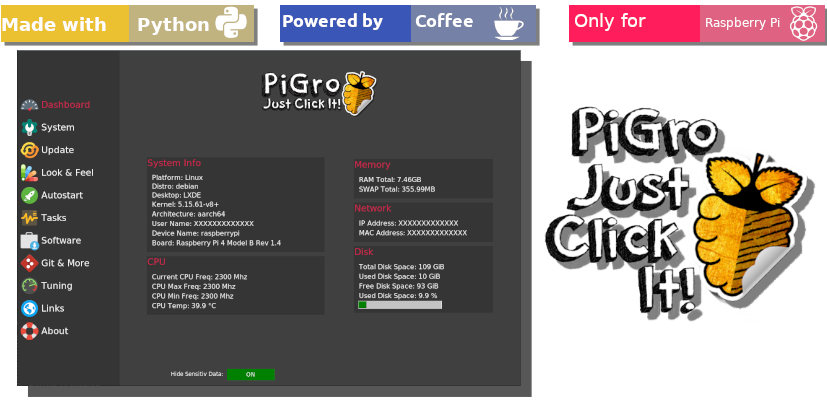 Made with Python
Powered by Coffee
Only for Raspberry Pi
PiGro
Just Click It!
Dashboard
System
Update
Look & Feel
Autostart
Tasks
Software
Git & More
Tuning
Links
About
System Info
Platform: Linux
Distro: debian
Desktop: LXDE
Kernel: 5.15.61-v8+
Architecture: aarch64
User Name: XXXXXXXXXXXXX
Device Name: raspberrypi
Board: Raspberry Pi 4 Model B Rev 1.4
CPU
Current CPU Freq: 2300 Mhz
CPU Max Freq: 2300 Mhz
CPU Min Freq: 2300 Mhz
CPU Temp: 39.9 °C
Memory
RAM Total: 7.46GB
SWAP Total: 355.99MB
Network
IP Address: XXXXXXXXXXXXX
MAC Address: XXXXXXXXXXXXX
Disk
Total Disk Space: 109 GiB
Used Disk Space: 10 GiB
Free Disk Space: 93 GiB
Used Disk Space: 9.9 %
Hide Sensitiv Data: ON
PiGro
Just
Click
It!